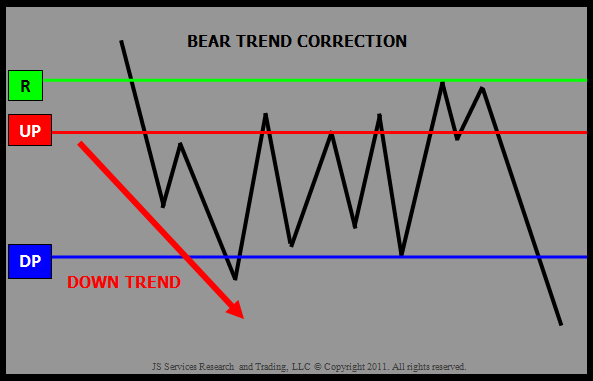 BEAR TREND CORRECTION
R
UP
DP
DOWN TREND
JS Services Research and Trading, LLC © Copyright 2011. All rights reserved.